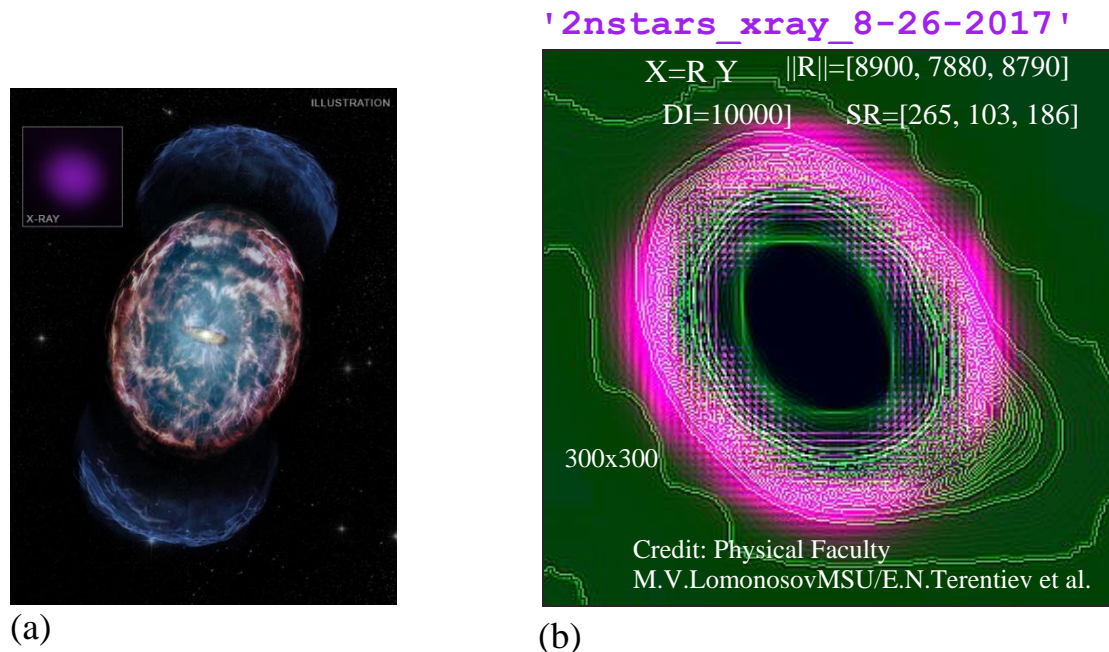 '2nstars_xray_8-26-2017'
ILLUSTRATION
X-RAY
(a)
X=R Y ||R||=[8900, 7880, 8790]
DI=10000] SR=[265, 103, 186]
300x300
Credit: Physical Faculty
M.V.LomonosovMSU/E.N.Terentiev et al.
(b)